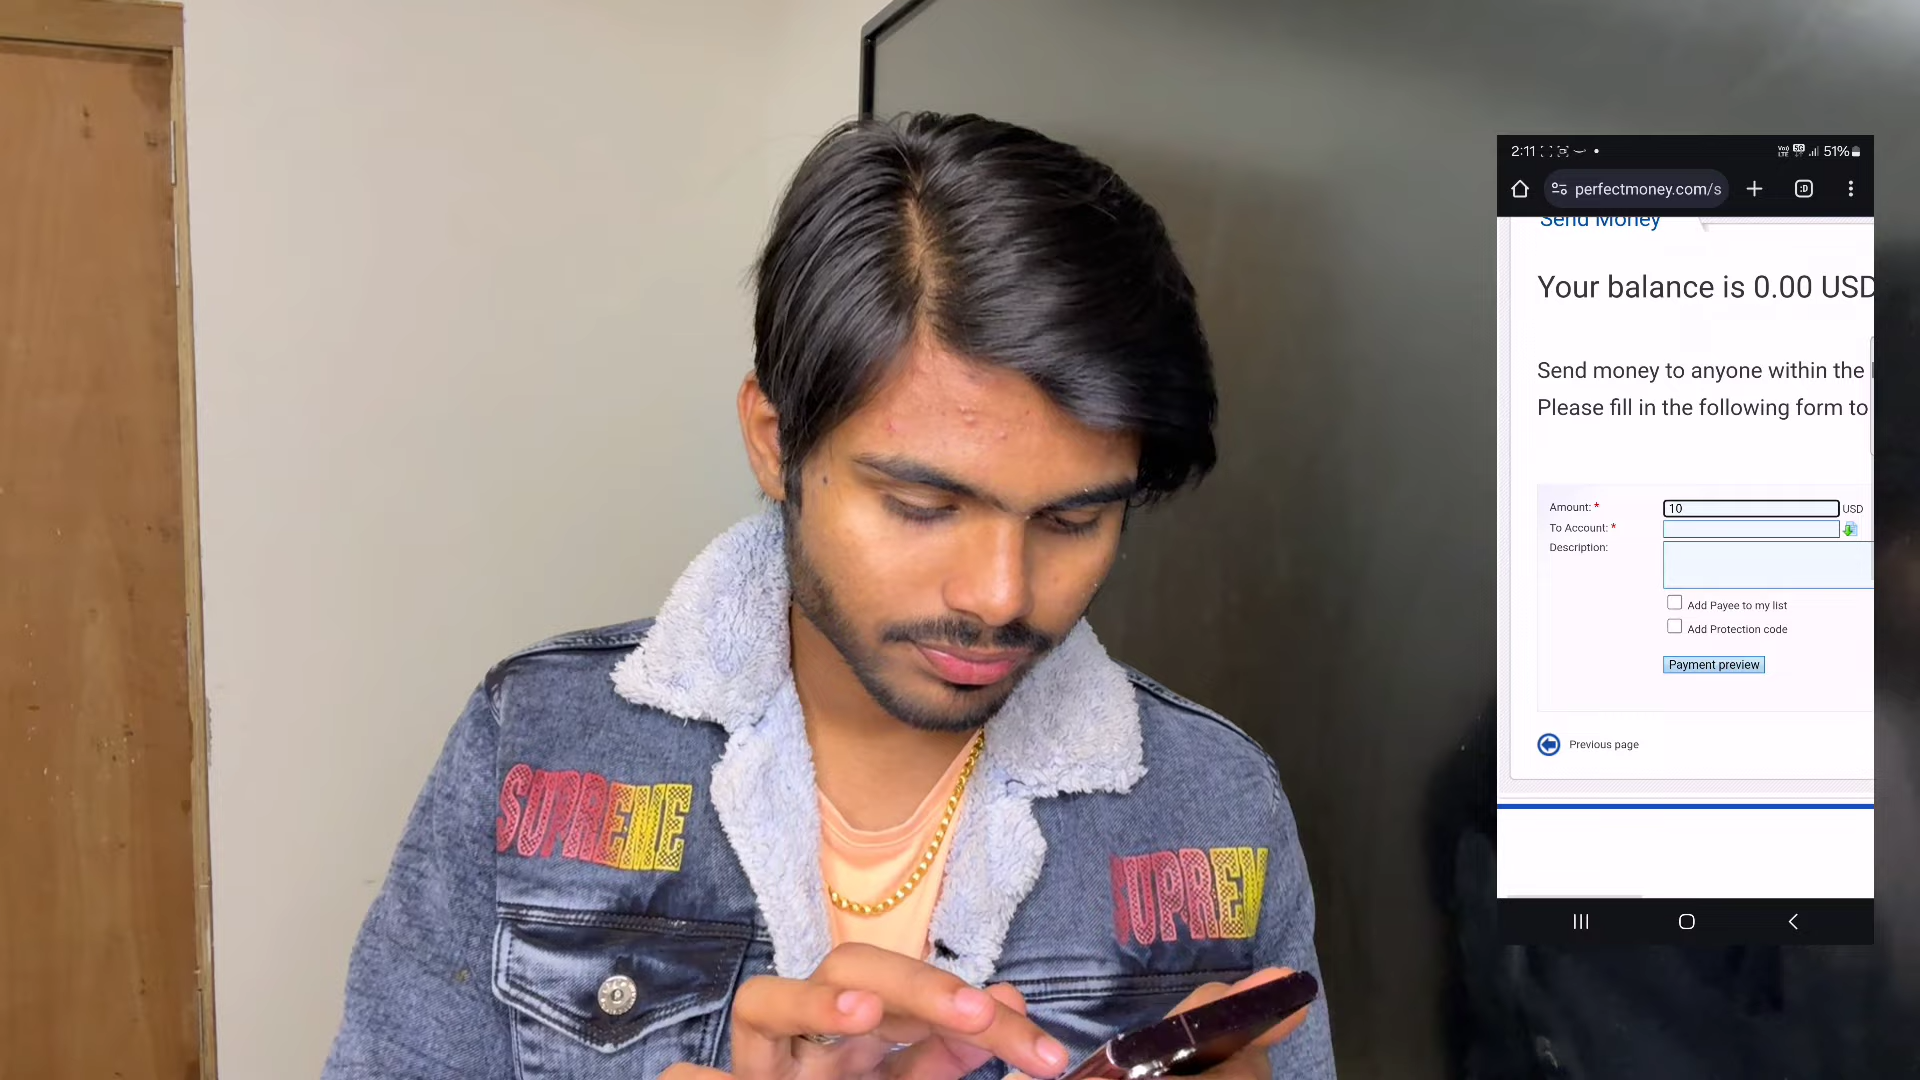 SUPREME
SUPREM
2:11
51%
perfectmoney.com/s
Send Money
Your balance is 0.00 USD
Send money to anyone within the
Please fill in the following form to
Amount: * 10 USD
To Account: *
Description:
Add Payee to my list
Add Protection code
Payment preview
Previous page